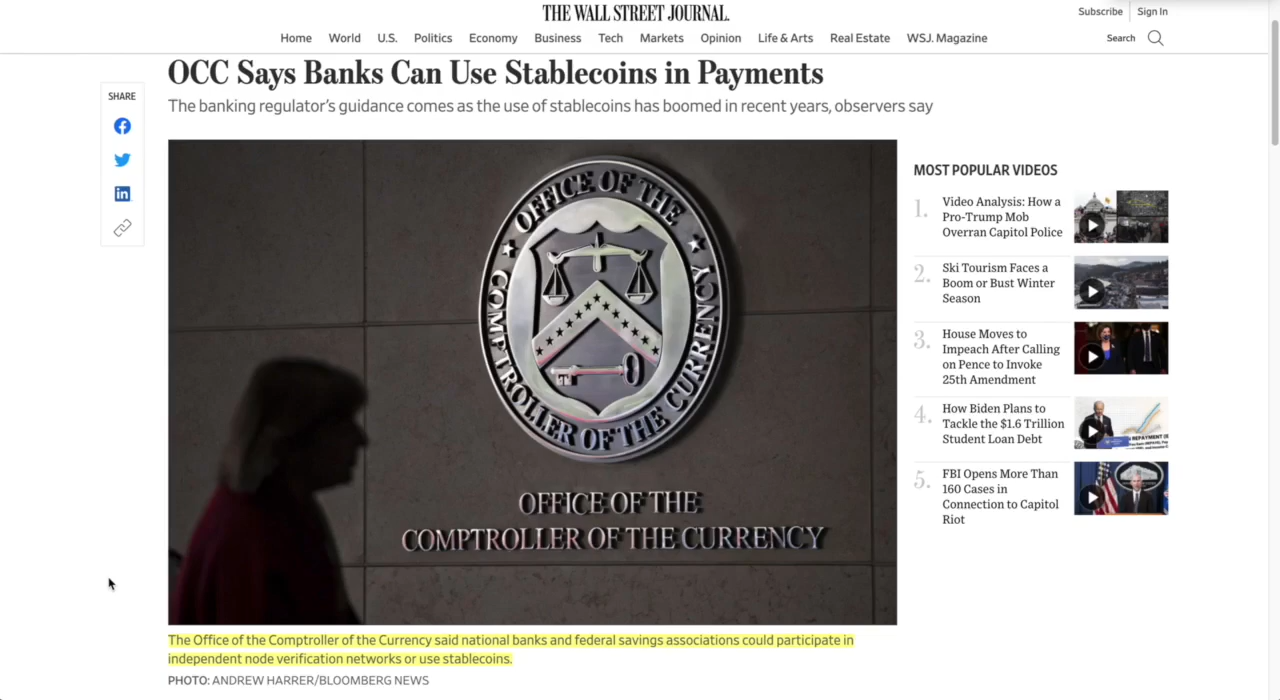 THE WALL STREET JOURNAL.
Subscribe
Sign In
Home World U.S. Politics Economy Business Tech Markets Opinion Life & Arts Real Estate WSJ. Magazine
Search
OCC Says Banks Can Use Stablecoins in Payments
The banking regulator's guidance comes as the use of stablecoins has boomed in recent years, observers say
SHARE
OFFICE OF THE
COMPTROLLER OF THE CURRENCY
OFFICE OF THE
COMPTROLLER OF THE CURRENCY
The Office of the Comptroller of the Currency said national banks and federal savings associations could participate in
independent node verification networks or use stablecoins.
PHOTO: ANDREW HARRER/BLOOMBERG NEWS
MOST POPULAR VIDEOS
1.
Video Analysis: How a
Pro-Trump Mob
Overran Capitol Police
2.
Ski Tourism Faces a
Boom or Bust Winter
Season
3.
House Moves to
Impeach After Calling
on Pence to Invoke
25th Amendment
4.
How Biden Plans to
Tackle the $1.6 Trillion
Student Loan Debt
5.
FBI Opens More Than
160 Cases in
Connection to Capitol
Riot